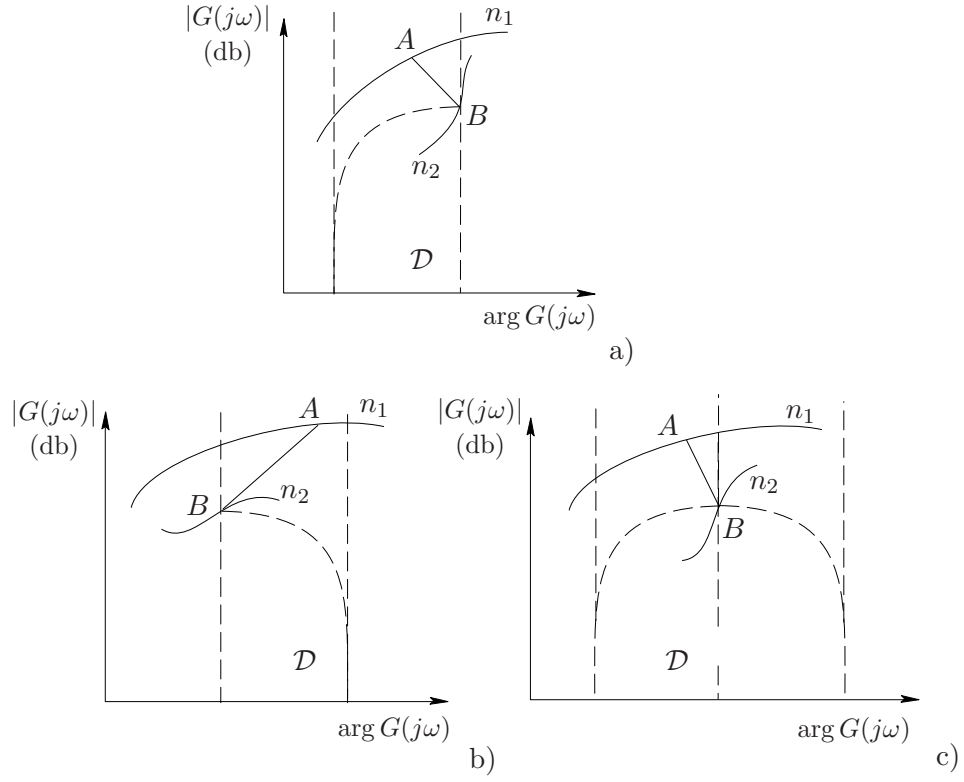 |G(jω)|
(db)
n₁
A
B
n₂
𝒟
arg G(jω)
a)
|G(jω)|
(db)
A
n₁
B
n₂
𝒟
arg G(jω)
b)
|G(jω)|
(db)
A
n₁
n₂
B
𝒟
arg G(jω)
c)